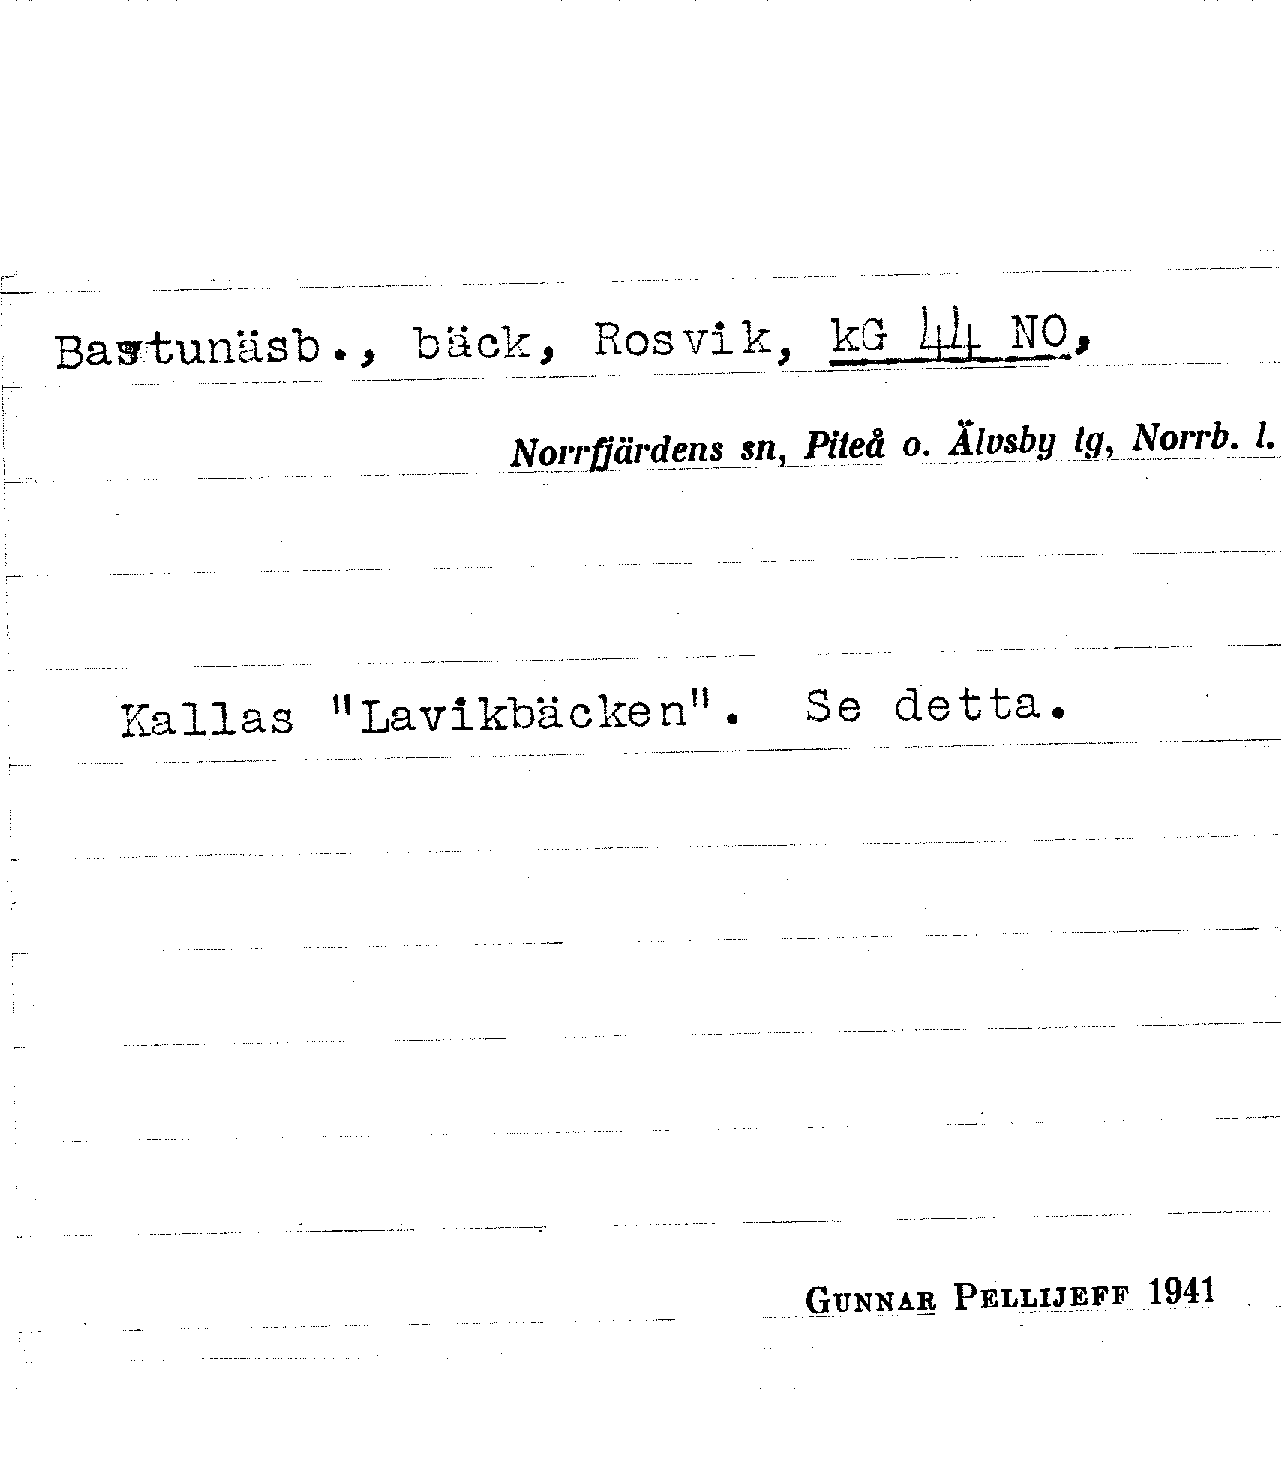 Bastunäsb., bäck, Rosvik, kG 44 NO,
Norrfjärdens sn, Piteå o. Älvsby tg, Norrb. l.
Kallas "Lavikbäcken". Se detta.
GUNNAR PELLIJEFF 1941